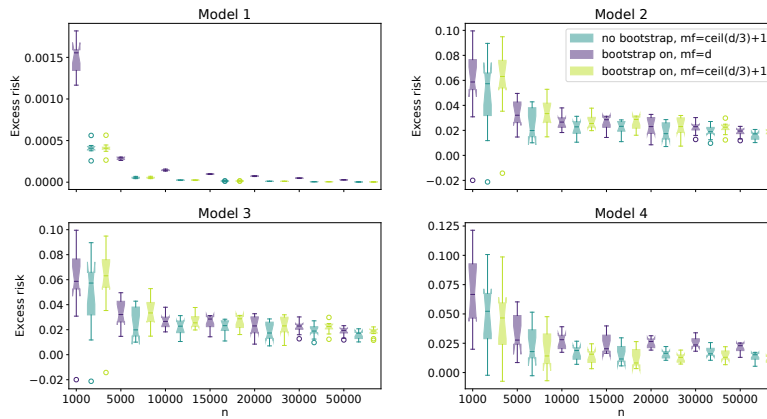 Model 1
Model 2
Excess risk
0.0015
0.0010
0.0005
0.0000
Excess risk
0.10
0.08
0.06
0.04
0.02
0.00
−0.02
no bootstrap, mf=ceil(d/3)+1
bootstrap on, mf=d
bootstrap on, mf=ceil(d/3)+1
Model 3
Model 4
Excess risk
0.10
0.08
0.06
0.04
0.02
0.00
−0.02
1000 5000 10000 15000 20000 30000 50000
n
Excess risk
0.125
0.100
0.075
0.050
0.025
0.000
1000 5000 10000 15000 20000 30000 50000
n